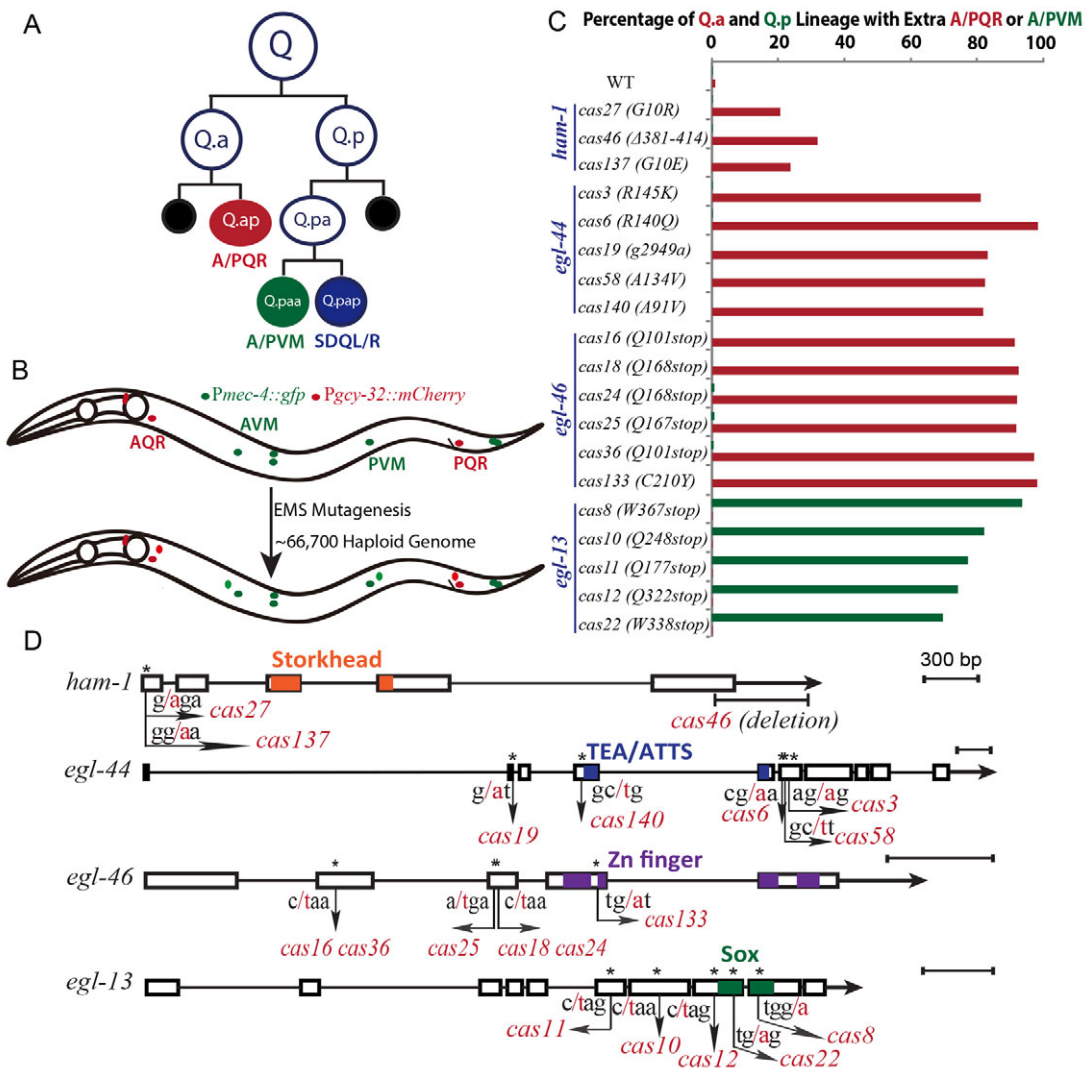 A
Q
Q.a
Q.p
Q.ap
Q.pa
A/PQR
Q.paa
Q.pap
A/PVM
SDQL/R
B
Pmec-4::gfp
Pgcy-32::mCherry
AQR
AVM
PVM
PQR
EMS Mutagenesis
~66,700 Haploid Genome
C
Percentage of Q.a and Q.p Lineage with Extra A/PQR or A/PVM
0 20 40 60 80 100
WT
ham-1
cas27 (G10R)
cas46 (Δ381-414)
cas137 (G10E)
egl-44
cas3 (R145K)
cas6 (R140Q)
cas19 (g2949a)
cas58 (A134V)
cas140 (A91V)
egl-46
cas16 (Q101stop)
cas18 (Q168stop)
cas24 (Q168stop)
cas25 (Q167stop)
cas36 (Q101stop)
cas133 (C210Y)
egl-13
cas8 (W367stop)
cas10 (Q248stop)
cas11 (Q177stop)
cas12 (Q322stop)
cas22 (W338stop)
D
300 bp
Storkhead
ham-1
*
g/aga
cas27
gg/aa
cas137
cas46 (deletion)
TEA/ATTS
egl-44
* * ***
g/at
cas19
gc/tg
cas140
cg/aa
cas6
ag/ag
cas3
gc/tt
cas58
Zn finger
egl-46
* ** *
c/taa
cas16 cas36
a/tga
cas25
c/taa
cas18 cas24
tg/at
cas133
Sox
egl-13
* * * * *
c/tag
cas11
c/taa
cas10
c/tag
cas12
tg/ag
cas22
tgg/a
cas8